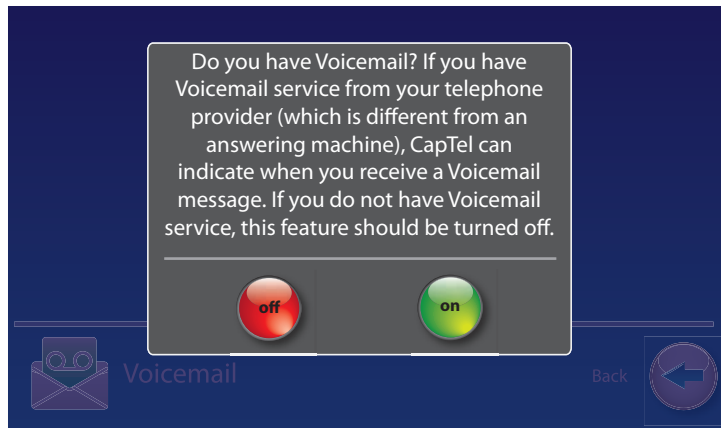 Do you have Voicemail? If you have
Voicemail service from your telephone
provider (which is different from an
answering machine), CapTel can
indicate when you receive a Voicemail
message. If you do not have Voicemail
service, this feature should be turned off.
off
on
Voicemail
Back